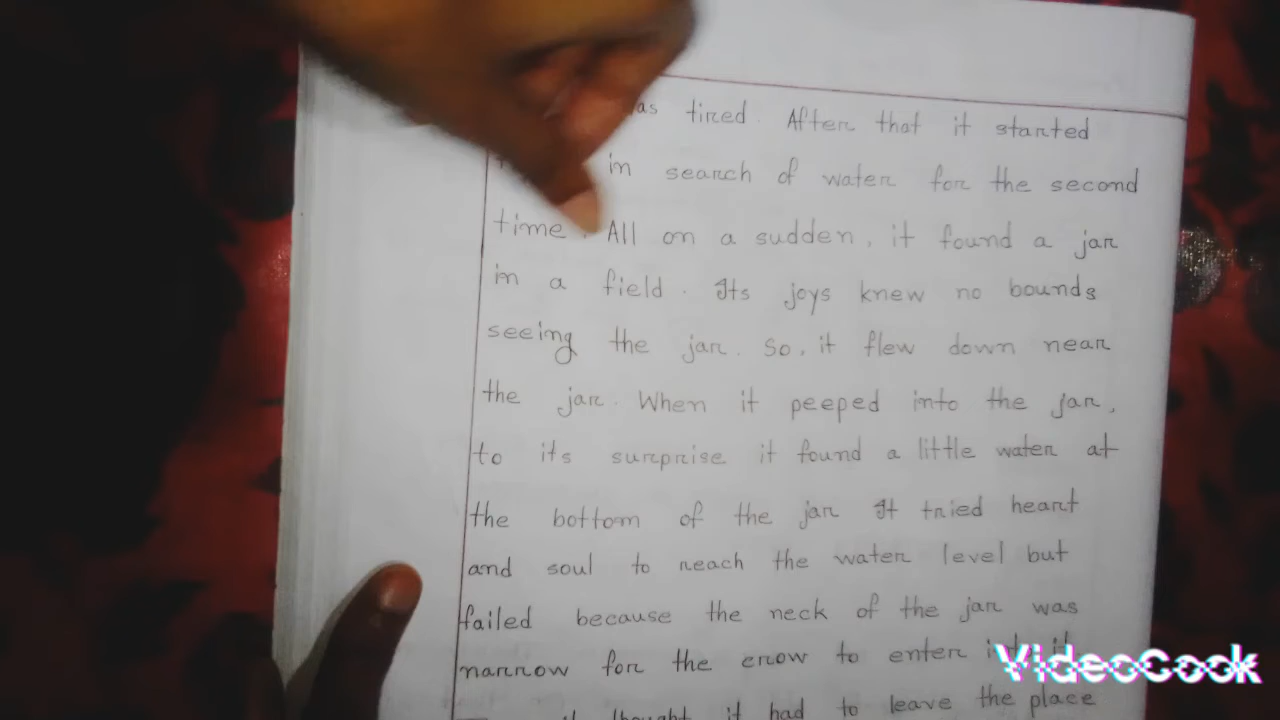 as tired. After that it started
in search of water for the second
time. All on a sudden, it found a jar
in a field. Its joys knew no bounds
seeing the jar. So, it flew down near
the jar. When it peeped into the jar,
to its surprise it found a little water at
the bottom of the jar It tried heart
and soul to reach the water level but
failed because the neck of the jar was
narrow for the crow to enter into it.
thought it had to leave the place
VideoCook